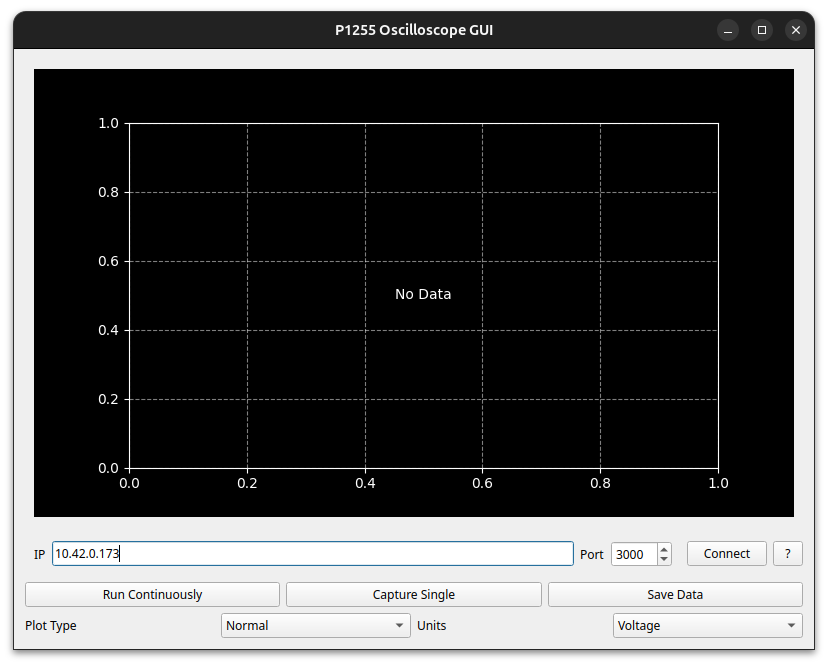 P1255 Oscilloscope GUI
1.0
0.8
0.6
No Data
0.4
0.2
0.0
0.0 0.2 0.4 0.6 0.8 1.0
IP 10.42.0.173 Port 3000 Connect ?
Run Continuously Capture Single Save Data
Plot Type Normal Units Voltage